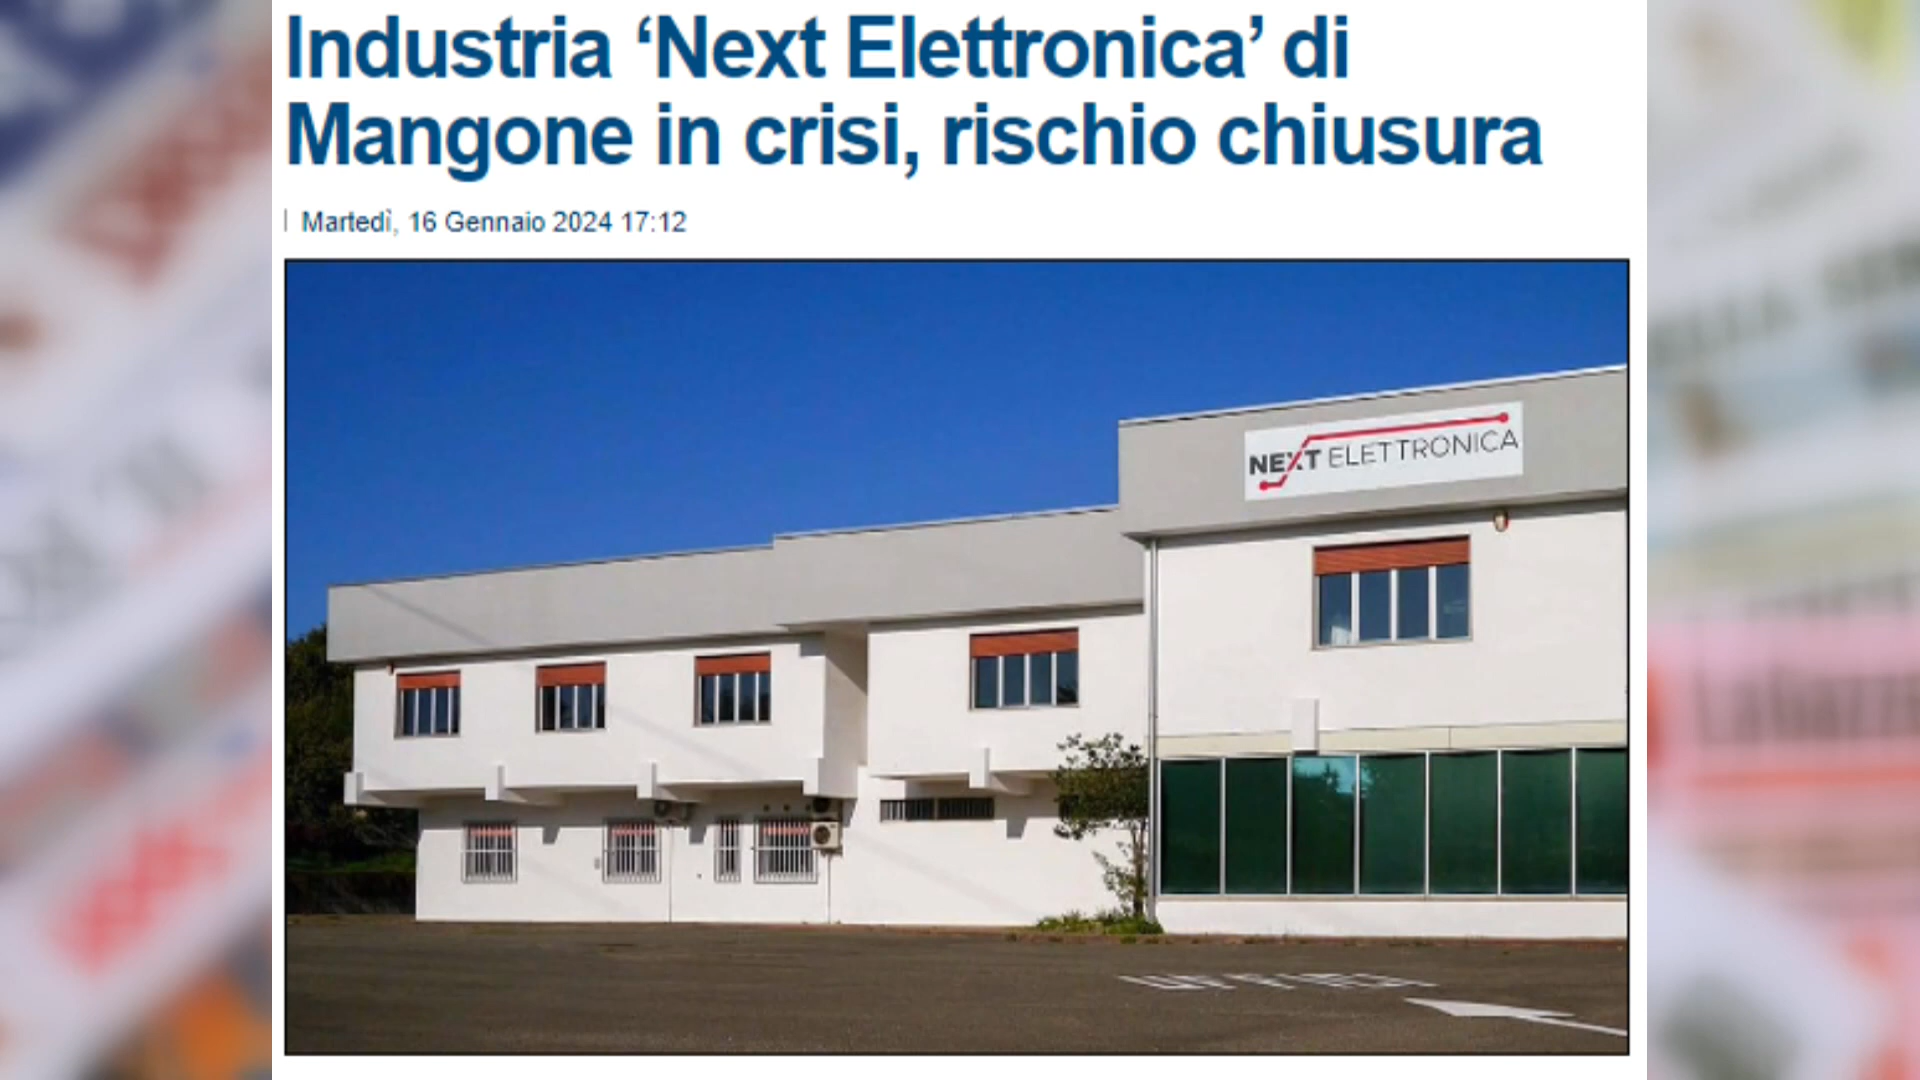 Industria ‘Next Elettronica’ di
Mangone in crisi, rischio chiusura
Martedì, 16 Gennaio 2024 17:12
NEXT ELETTRONICA